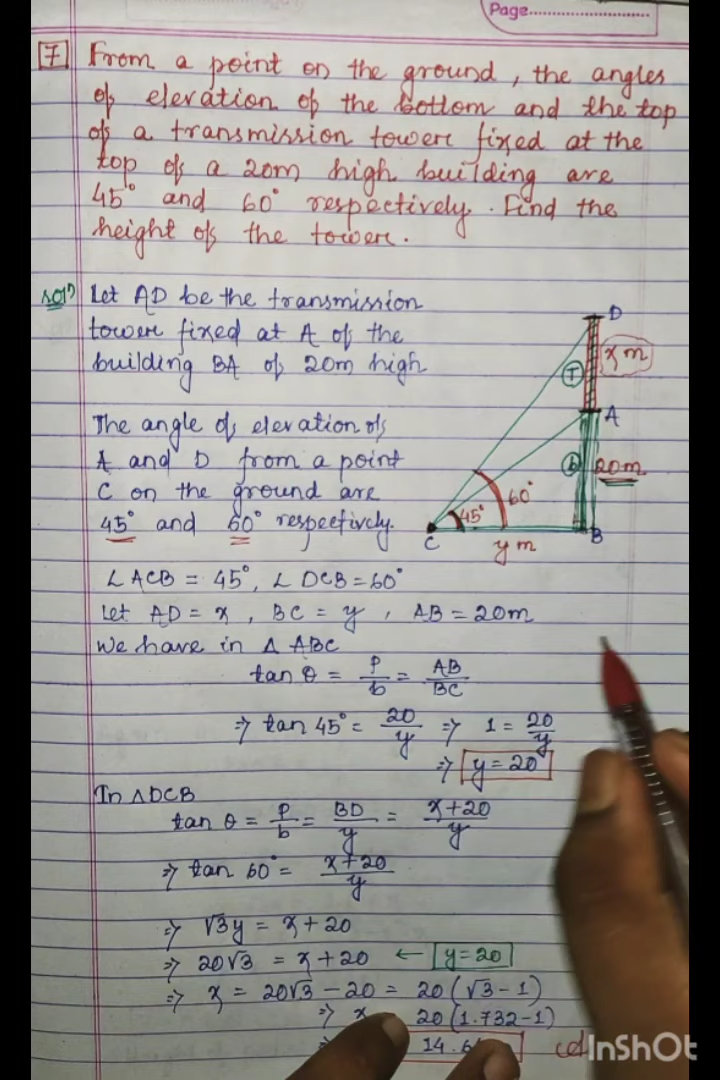 Page
7 From a point on the ground, the angles
of elevation of the bottom and the top
of a transmission tower fixed at the
top of a 20m high building are
45° and 60° respectively. Find the
height of the tower.
Let AD be the transmission
tower fixed at A of the
building BA of 20m high
The angle of elevation of
A and D from a point
C on the ground are
45° and 60° respectively.
D
x m
T
A
b
20m
60°
45°
C
y m
B
∠ACB = 45°, ∠DCB = 60°
Let AD = x, BC = y, AB = 20m
We have in Δ ABC
tan θ = P/b = AB/BC
⇒ tan 45° = 20/y ⇒ 1 = 20/y
⇒ y = 20
In ΔDCB
tan θ = P/b = BD/y = x+20/y
⇒ tan 60° = x+20/y
⇒ √3y = x+20
⇒ 20√3 = x+20 ← y=20
⇒ x = 20√3 - 20 = 20(√3-1)
⇒ x 20(1.732-1)
14.6
InShOt